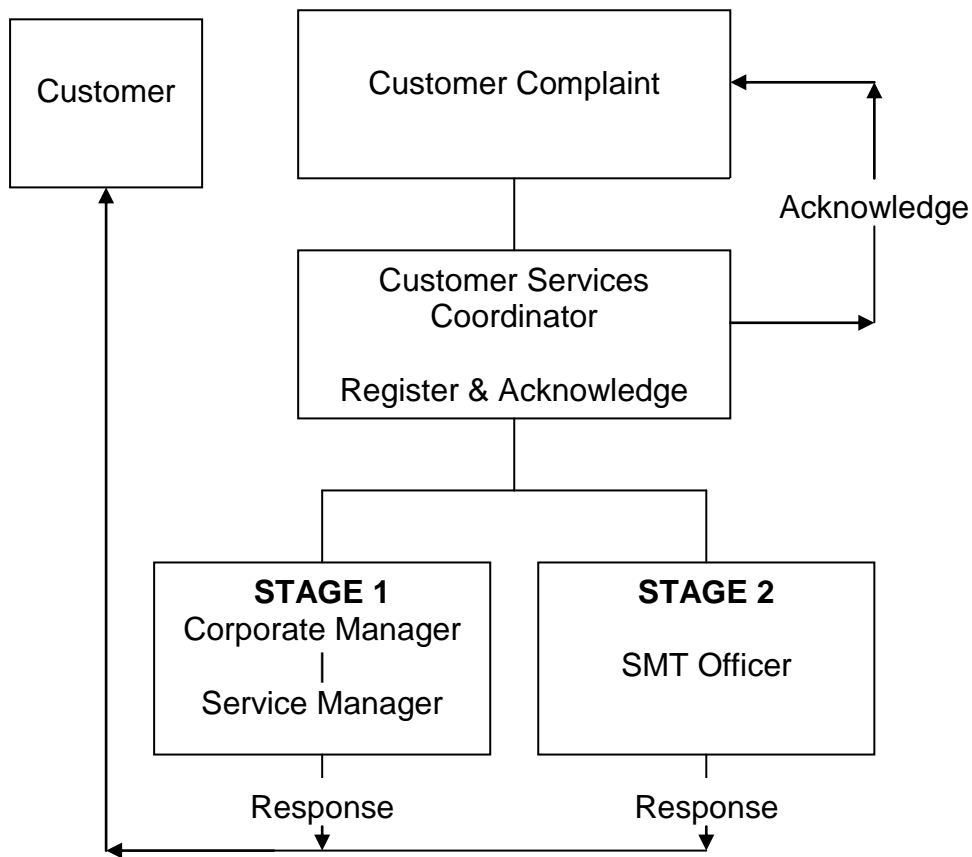 Customer
Customer Complaint
Acknowledge
Customer Services
Coordinator
Register & Acknowledge
STAGE 1
Corporate Manager
Service Manager
STAGE 2
SMT Officer
Response
Response